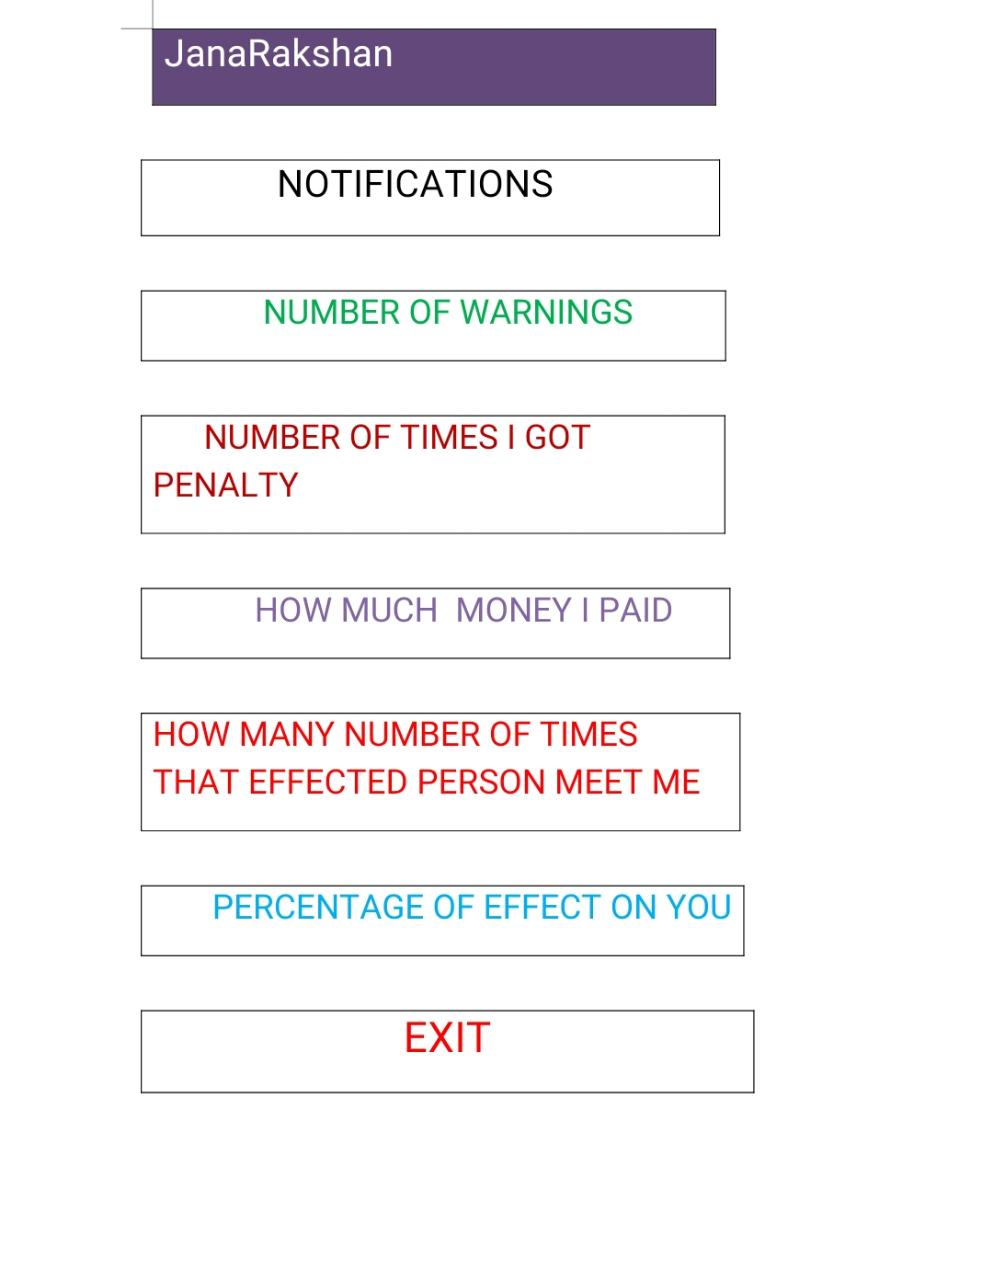 JanaRakshan
NOTIFICATIONS
NUMBER OF WARNINGS
NUMBER OF TIMES I GOT
PENALTY
HOW MUCH  MONEY I PAID
HOW MANY NUMBER OF TIMES
THAT EFFECTED PERSON MEET ME
PERCENTAGE OF EFFECT ON YOU
EXIT